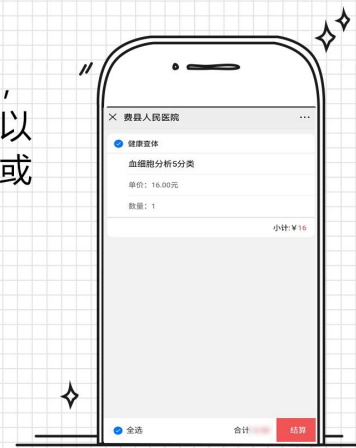 ，
以
或
× 费县人民医院 ...
健康查体
血细胞分析5分类
单价：16.00元
数量：1
小计:¥16
全选 合计 结算